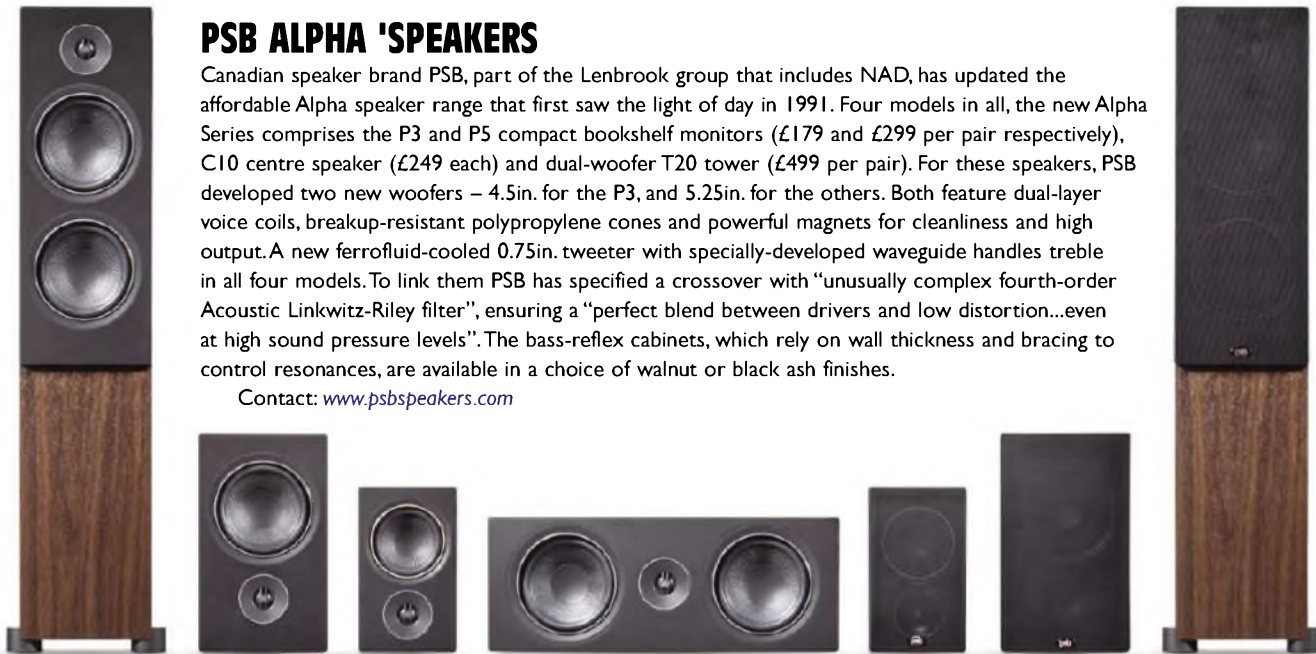 PSB ALPHA 'SPEAKERS
Canadian speaker brand PSB, part of the Lenbrook group that includes NAD, has updated the
affordable Alpha speaker range that first saw the light of day in 1991. Four models in all, the new Alpha
Series comprises the P3 and P5 compact bookshelf monitors (£179 and £299 per pair respectively),
C10 centre speaker (£249 each) and dual-woofer T20 tower (£499 per pair). For these speakers, PSB
developed two new woofers – 4.5in. for the P3, and 5.25in. for the others. Both feature dual-layer
voice coils, breakup-resistant polypropylene cones and powerful magnets for cleanliness and high
output. A new ferrofluid-cooled 0.75in. tweeter with specially-developed waveguide handles treble
in all four models. To link them PSB has specified a crossover with “unusually complex fourth-order
Acoustic Linkwitz-Riley filter”, ensuring a “perfect blend between drivers and low distortion...even
at high sound pressure levels”. The bass-reflex cabinets, which rely on wall thickness and bracing to
control resonances, are available in a choice of walnut or black ash finishes.
Contact: www.psbspeakers.com
psb